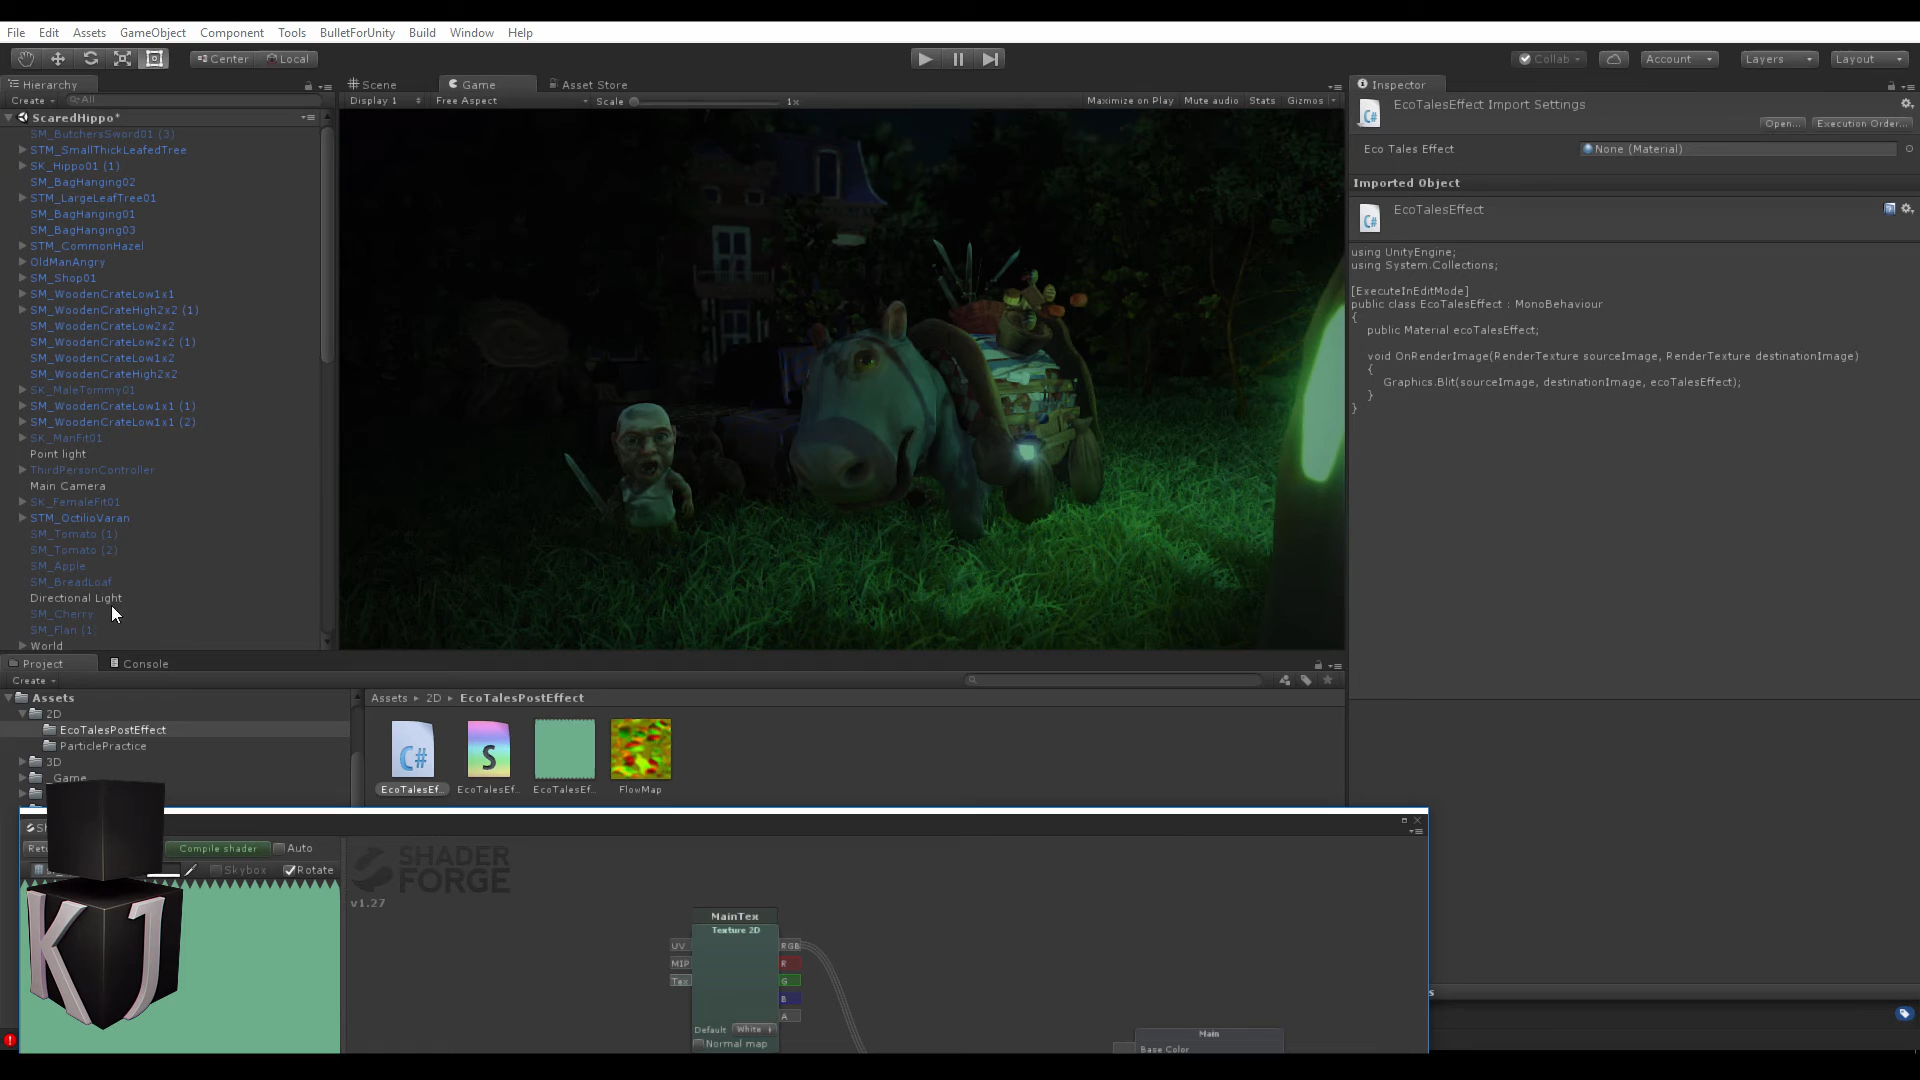 File Edit Assets GameObject Component Tools BulletForUnity Build Window Help
Center Local Collab Account Layers Layout
Hierarchy
Create All
ScaredHippo*
SM_ButchersSword01 (3)
STM_SmallThickLeafedTree
SK_Hippo01 (1)
SM_BagHanging02
STM_LargeLeafTree01
SM_BagHanging01
SM_BagHanging03
STM_CommonHazel
OldManAngry
SM_Shop01
SM_WoodenCrateLow1x1
SM_WoodenCrateHigh2x2 (1)
SM_WoodenCrateLow2x2
SM_WoodenCrateLow2x2 (1)
SM_WoodenCrateLow1x2
SM_WoodenCrateHigh2x2
SK_MaleTommy01
SM_WoodenCrateLow1x1 (1)
SM_WoodenCrateLow1x1 (2)
SK_ManFit01
Point light
ThirdPersonController
Main Camera
SK_FemaleFit01
STM_OctilioVaran
SM_Tomato (1)
SM_Tomato (2)
SM_Apple
SM_BreadLoaf
Directional Light
SM_Cherry
SM_Flan (1)
World
Scene Game Asset Store
Display 1 Free Aspect Scale 1x Maximize on Play Mute audio Stats Gizmos
Inspector
EcoTalesEffect Import Settings
C#
Open... Execution Order...
Eco Tales Effect None (Material)
Imported Object
EcoTalesEffect
C#
using UnityEngine;
using System.Collections;
[ExecuteInEditMode]
public class EcoTalesEffect : MonoBehaviour
{
public Material ecoTalesEffect;
void OnRenderImage(RenderTexture sourceImage, RenderTexture destinationImage)
{
Graphics.Blit(sourceImage, destinationImage, ecoTalesEffect);
}
}
Project Console
Create
Assets
2D
EcoTalesPostEffect
ParticlePractice
3D
_Game
Assets 2D EcoTalesPostEffect
C# S
EcoTalesEf.. EcoTalesEf.. EcoTalesEf.. FlowMap
Compile shader Auto
Skybox Rotate
SHADER
FORGE
v1.27
MainTex
Texture 2D
UV RGB
MIP R
Tex G
B
A
Default White
Normal map
Main
Base Color
KJ